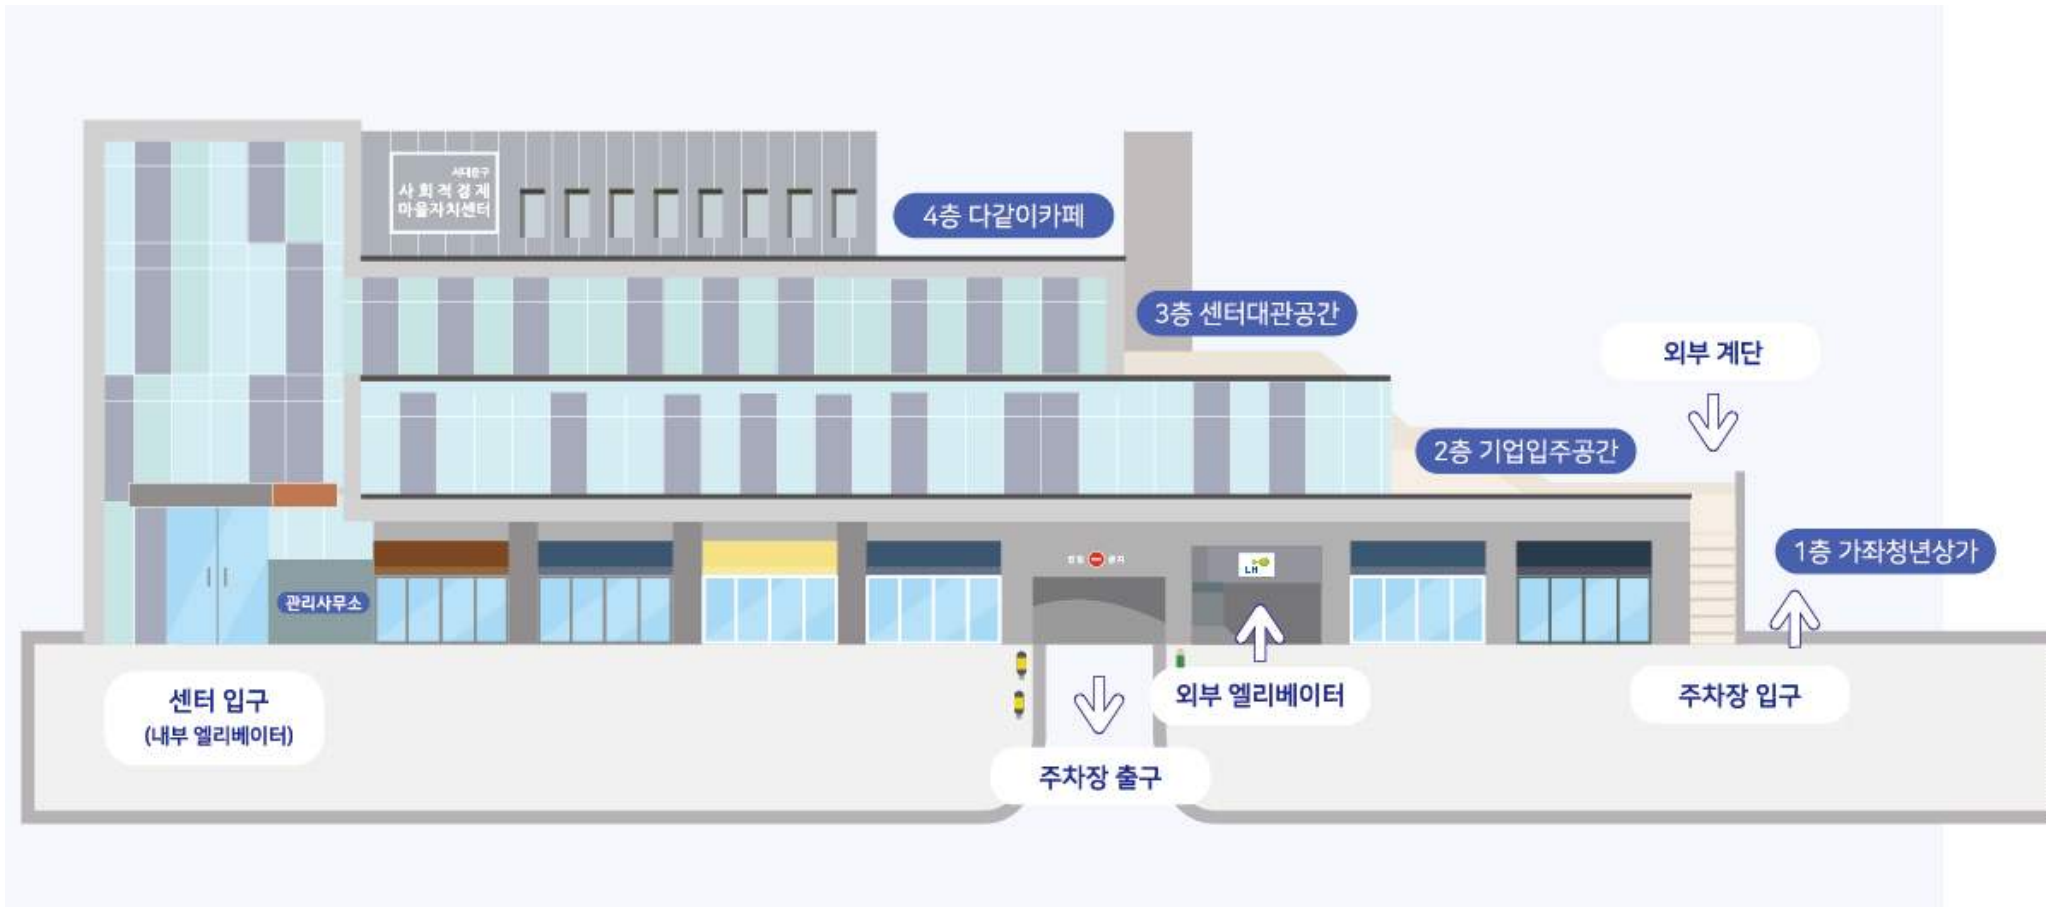 서대문구
사 회 적 경 제
마을자치센터
4층 다같이카페
3층 센터대관공간
외부 계단
2층 기업입주공간
1층 가좌청년상가
LH
관리사무소
센터 입구
(내부 엘리베이터)
외부 엘리베이터
주차장 입구
주차장 출구